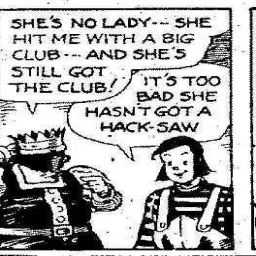 SHE'S NO LADY-- SHE
HIT ME WITH A BIG
CLUB -- AND SHE'S
STILL GOT
THE CLUB!
IT'S TOO
BAD SHE
HASN'T GOT A
HACK-SAW